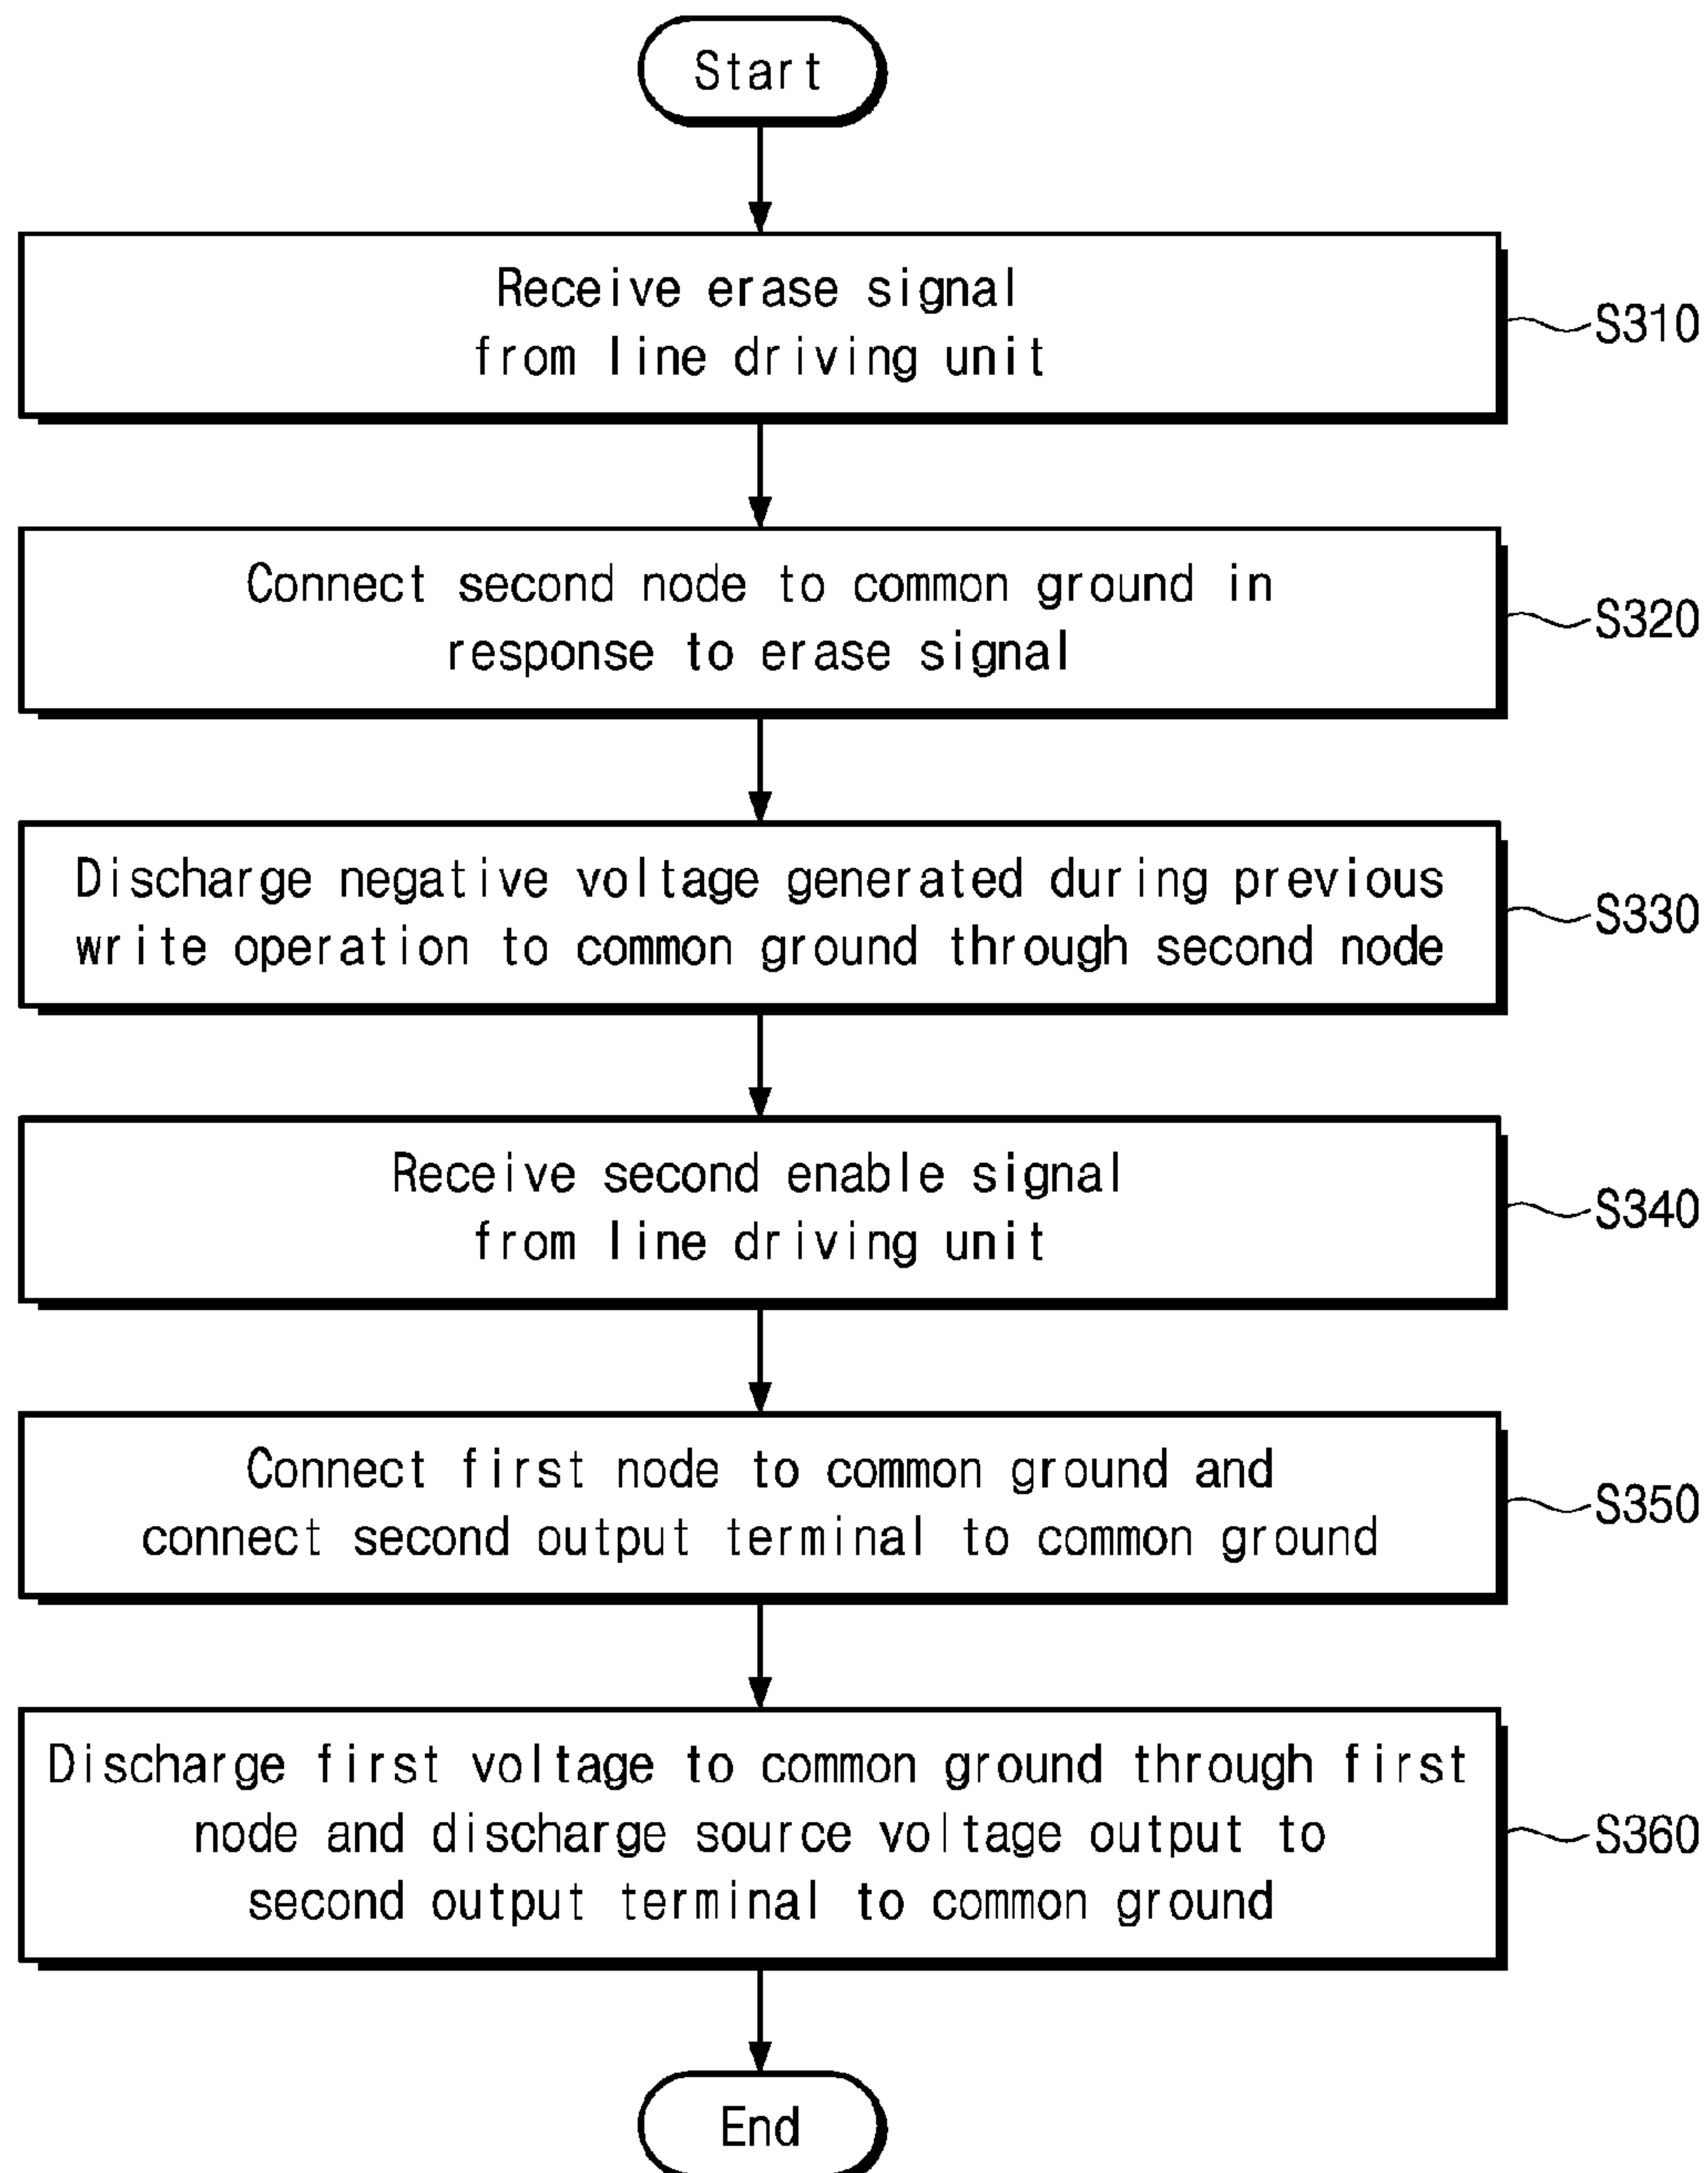 Start
Receive erase signal
from line driving unit
S310
Connect second node to common ground in
response to erase signal
S320
Discharge negative voltage generated during previous
write operation to common ground through second node
S330
Receive second enable signal
from line driving unit
S340
Connect first node to common ground and
connect second output terminal to common ground
S350
Discharge first voltage to common ground through first
node and discharge source voltage output to
second output terminal to common ground
S360
End